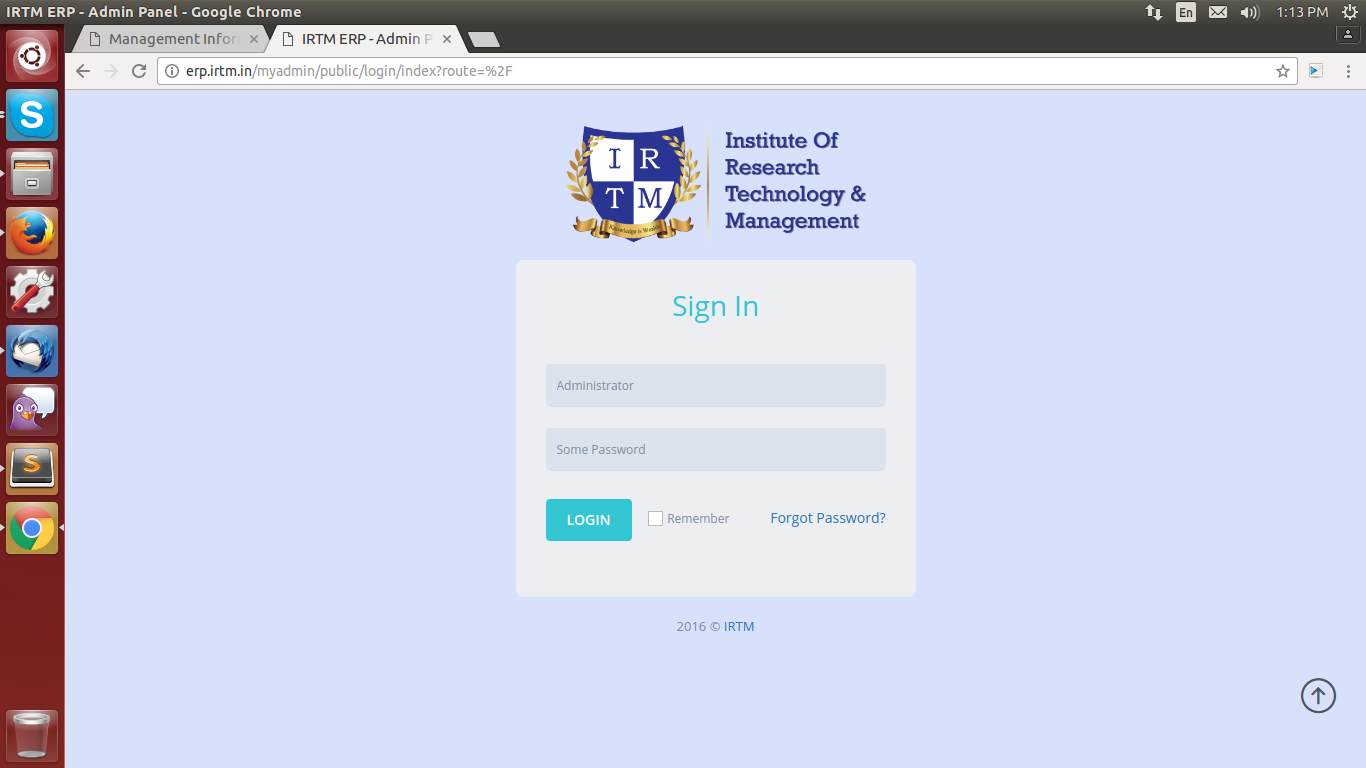 IRTM ERP - Admin Panel - Google Chrome
En
1:13 PM
Management Infor
IRTM ERP - Admin P
erp.irtm.in/myadmin/public/login/index?route=%2F
S
I R
T M
Knowledge is Wealth
Institute Of
Research
Technology &
Management
Sign In
Administrator
Some Password
LOGIN
Remember
Forgot Password?
S
2016 © IRTM